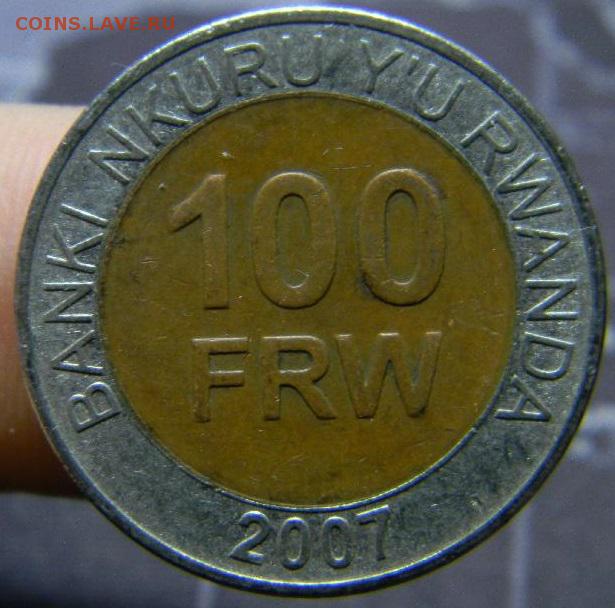 COINS.LAVE.RU
BANKI NKURU Y'U RWANDA
100
FRW
2007